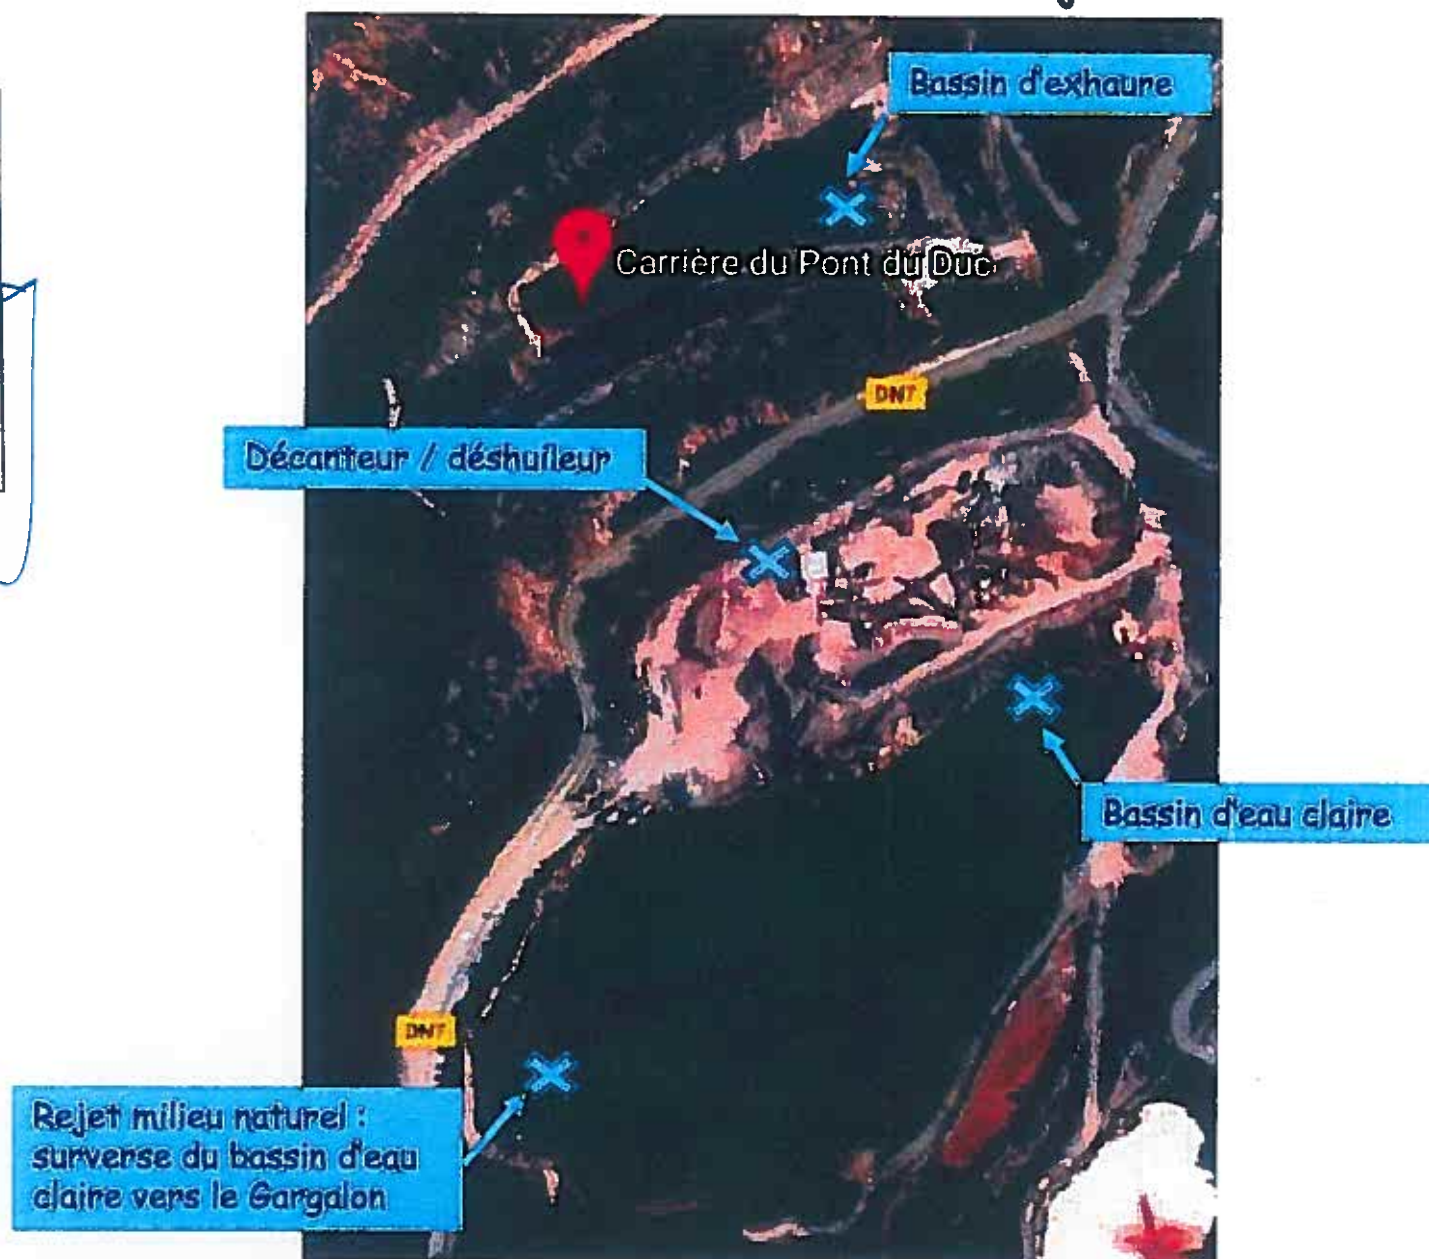 Bassin d'exhaure
Carrière du Pont du Duc
DN7
Décanteur / déshuileur
Bassin d'eau claire
DN7
Rejet milieu naturel :
surverse du bassin d'eau
claire vers le Gargalon